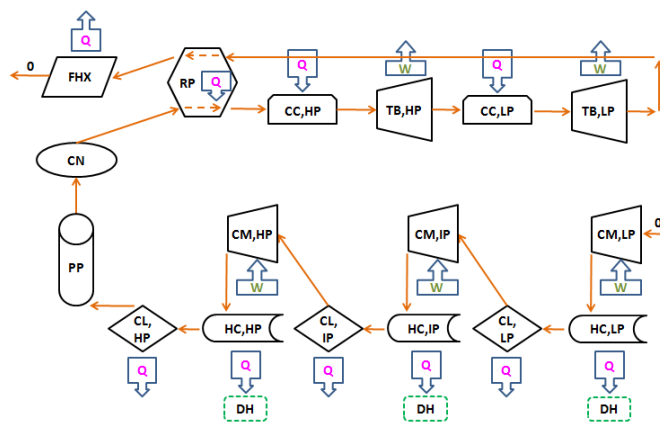 Q
0
FHX
RP
Q
Q
W
Q
W
CC,HP
TB,HP
CC,LP
TB,LP
CN
PP
CM,HP
W
CM,IP
W
CM,LP
0
W
CL,
HP
HC,HP
CL,
IP
HC,IP
CL,
LP
HC,LP
Q
Q
Q
Q
Q
Q
DH
DH
DH